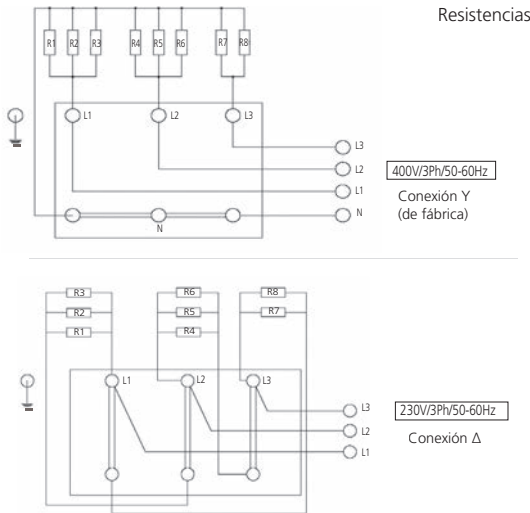 Resistencias
R1 R2 R3 R4 R5 R6 R7 R8
L1 L2 L3
L3
L2
L1
N
N
400V/3Ph/50-60Hz
Conexión Y
(de fábrica)
R3 R6 R8
R2 R5 R7
R1 R4
L1 L2 L3
L3
L2
L1
230V/3Ph/50-60Hz
Conexión Δ